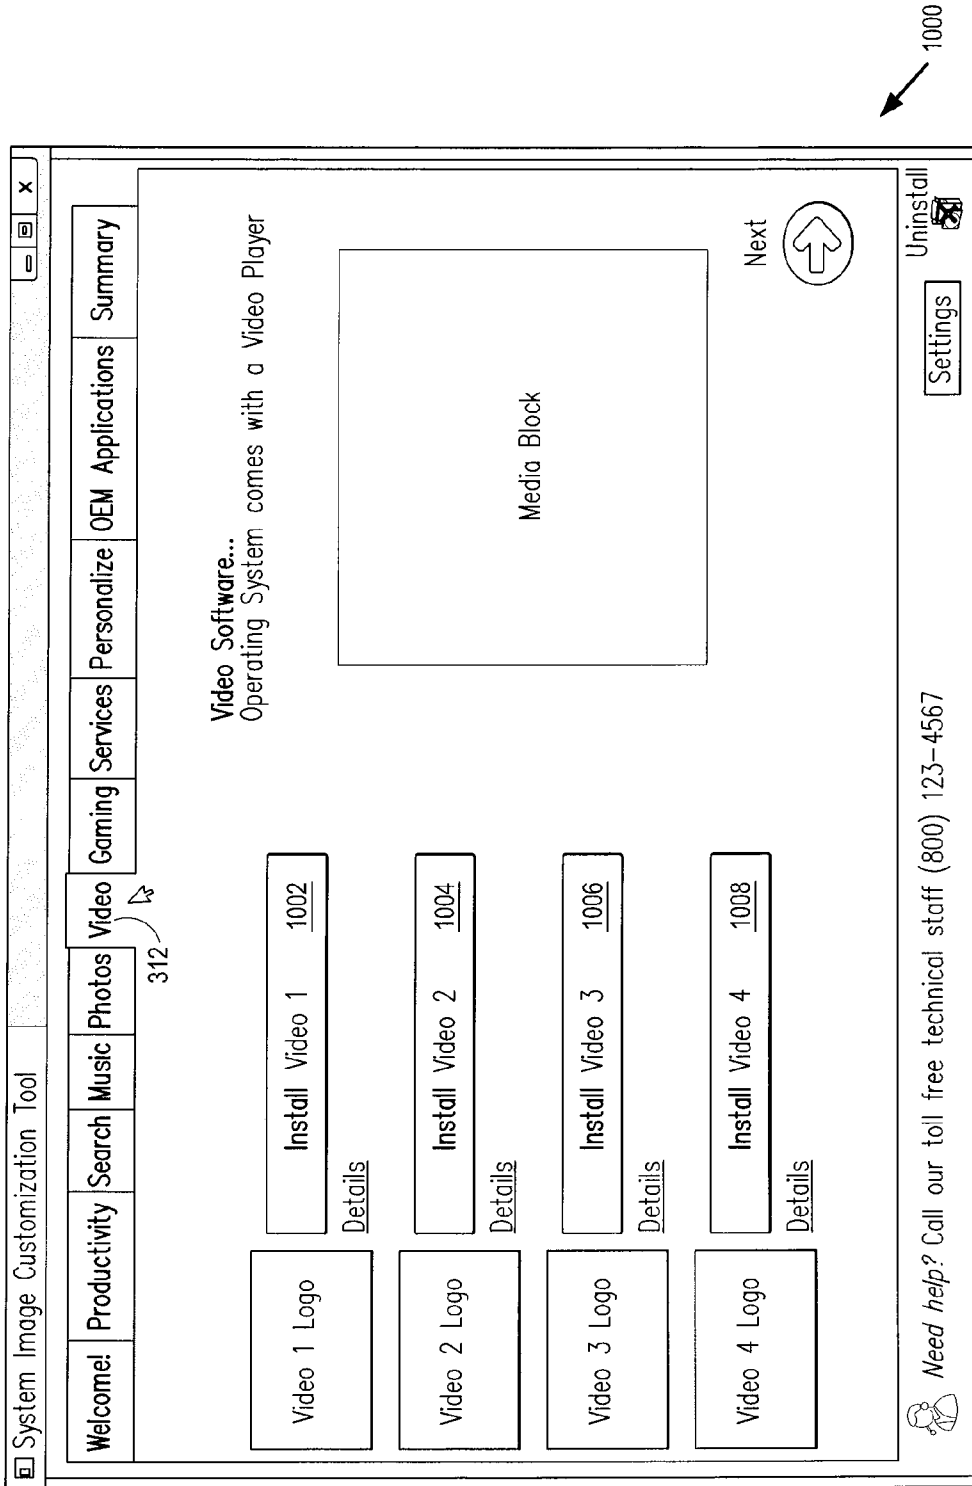 System Image Customization Tool
Welcome! Productivity Search Music Photos Video Gaming Services Personalize OEM Applications Summary
312
Video Software...
Operating System comes with a Video Player
Video 1 Logo
Install Video 1 1002
Details
Video 2 Logo
Install Video 2 1004
Details
Video 3 Logo
Install Video 3 1006
Details
Video 4 Logo
Install Video 4 1008
Details
Media Block
Next
Need help? Call our toll free technical staff (800) 123-4567
Settings
Uninstall
1000